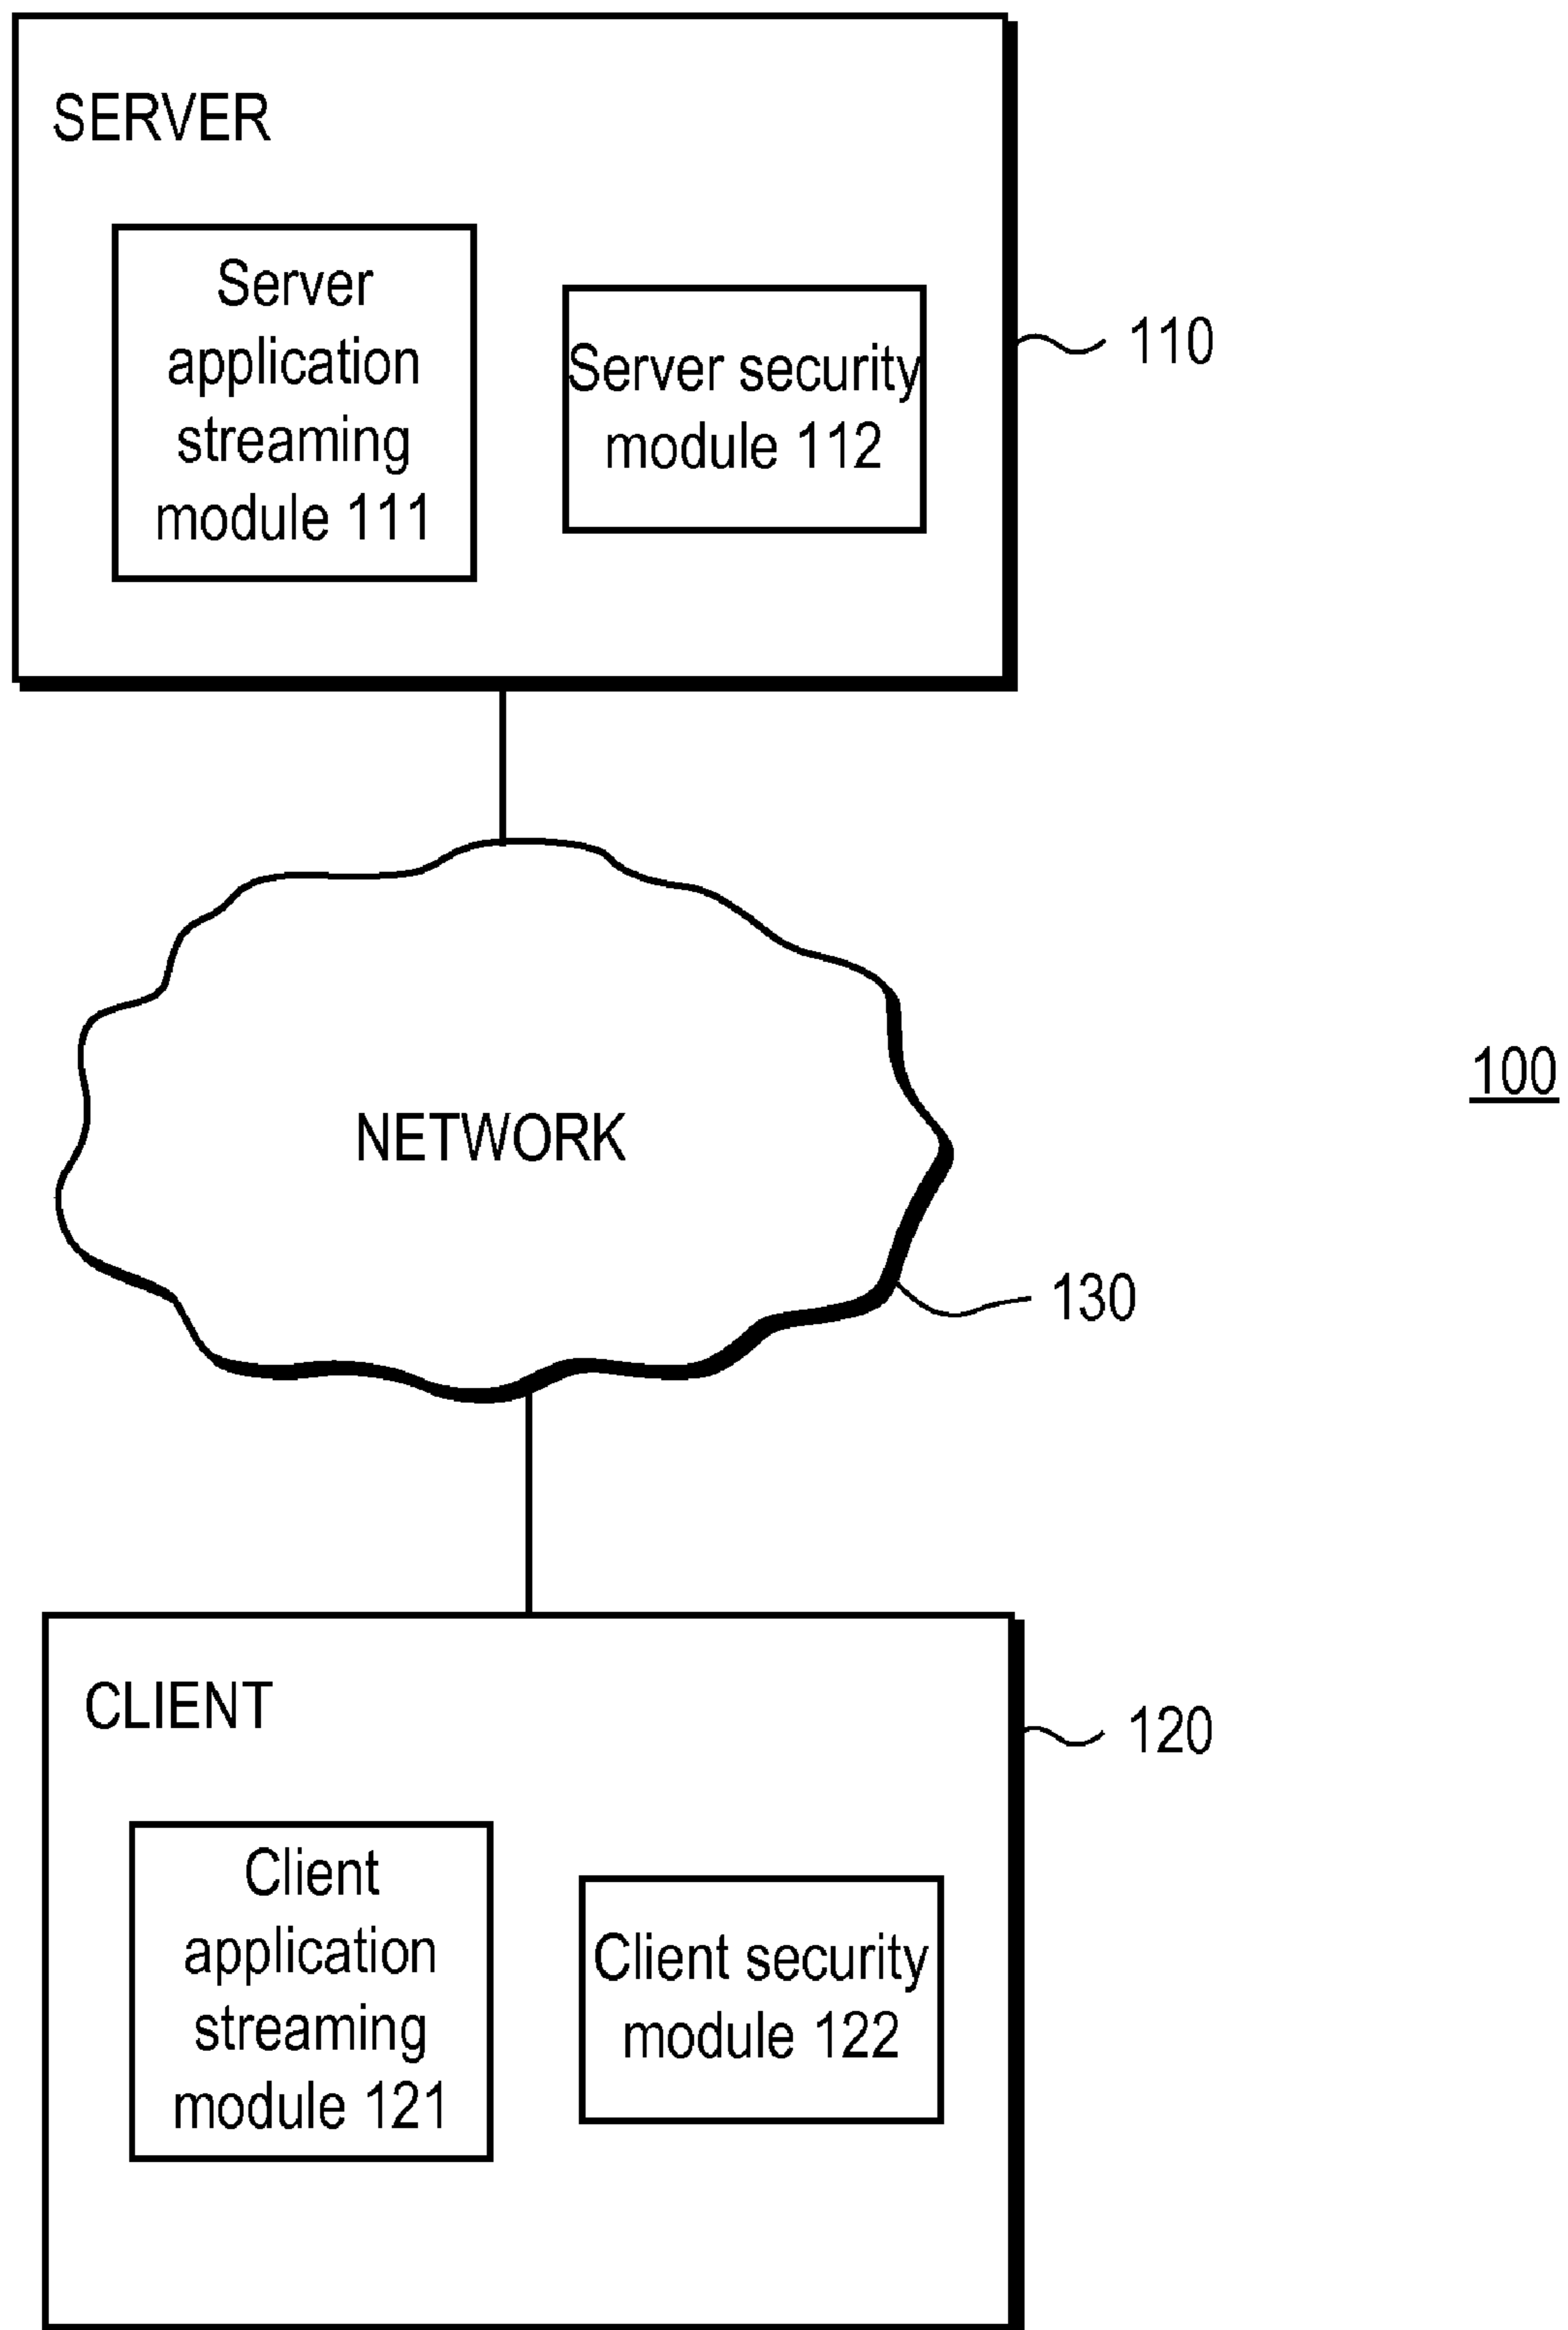 SERVER
Server
application
streaming
module 111
Server security
module 112
110
100
NETWORK
130
CLIENT
120
Client
application
streaming
module 121
Client security
module 122